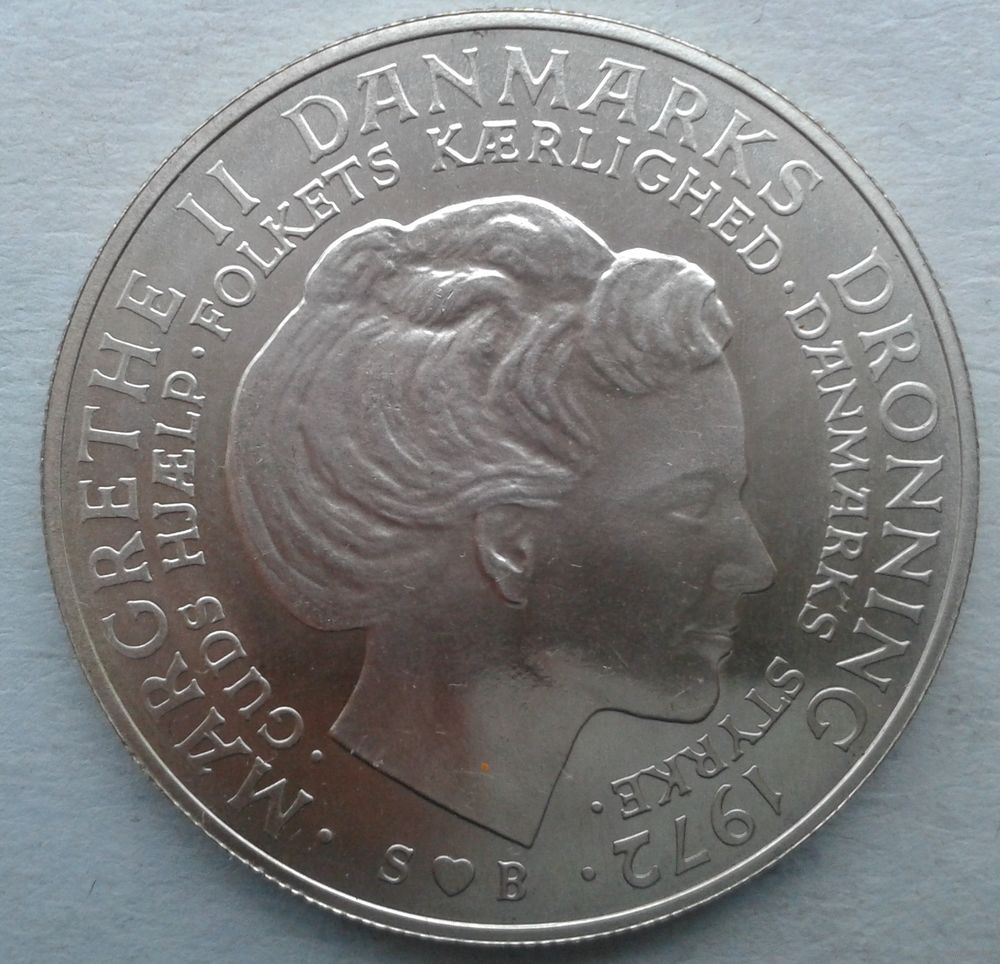 · MARGRETHE II DANMARKS DRONNING 1972 ·
· GUDS HJÆLP · FOLKETS KÆRLIGHED · DANMARKS STYRKE ·
S ♥ B